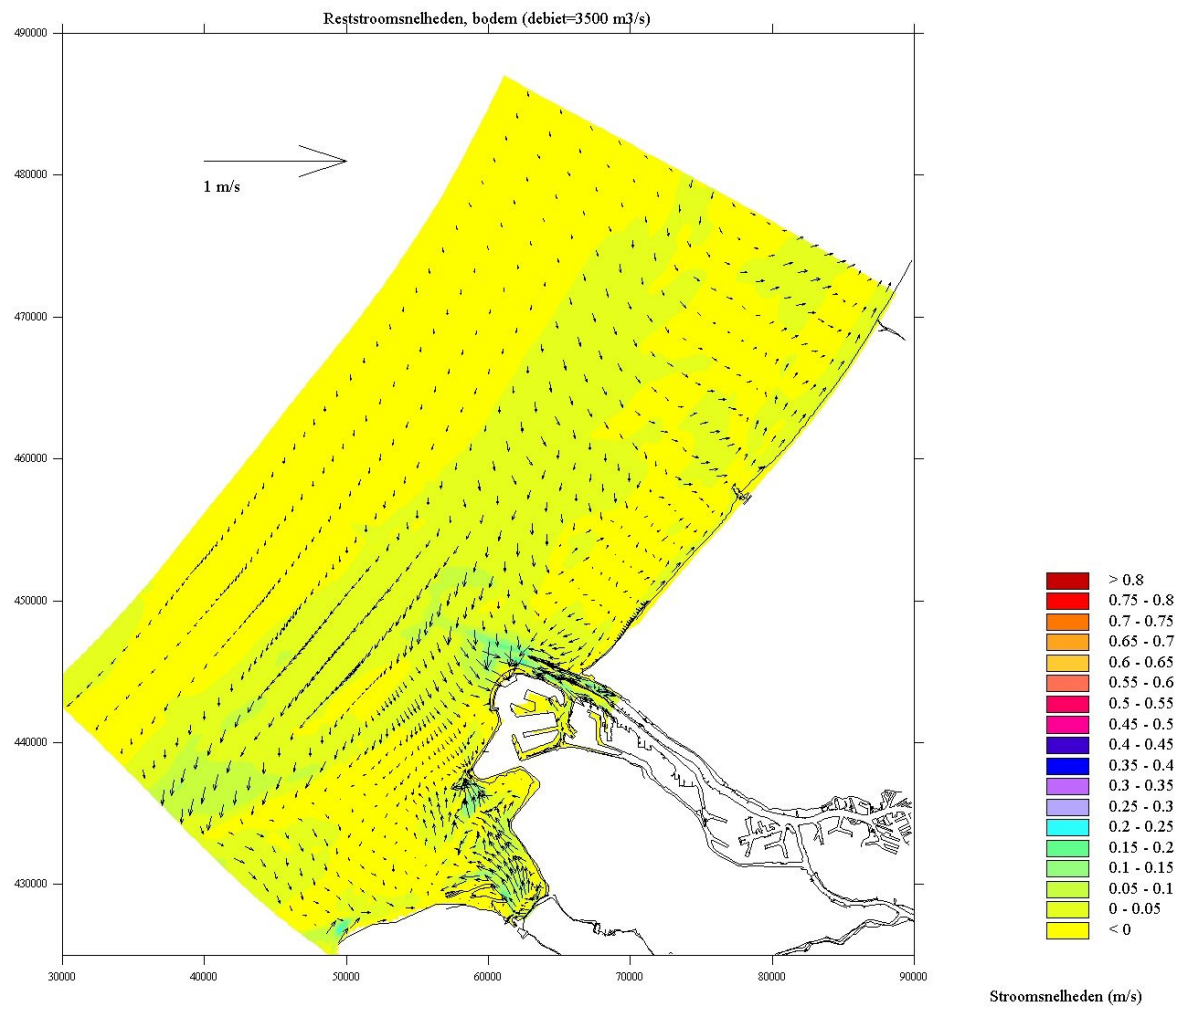 Reststroomsnelheden, bodem (debiet=3500 m3/s)
490000
480000
1 m/s
470000
460000
450000
440000
430000
30000 40000 50000 60000 70000 80000 90000
> 0.8
0.75 - 0.8
0.7 - 0.75
0.65 - 0.7
0.6 - 0.65
0.55 - 0.6
0.5 - 0.55
0.45 - 0.5
0.4 - 0.45
0.35 - 0.4
0.3 - 0.35
0.25 - 0.3
0.2 - 0.25
0.15 - 0.2
0.1 - 0.15
0.05 - 0.1
0 - 0.05
< 0
Stroomsnelheden (m/s)